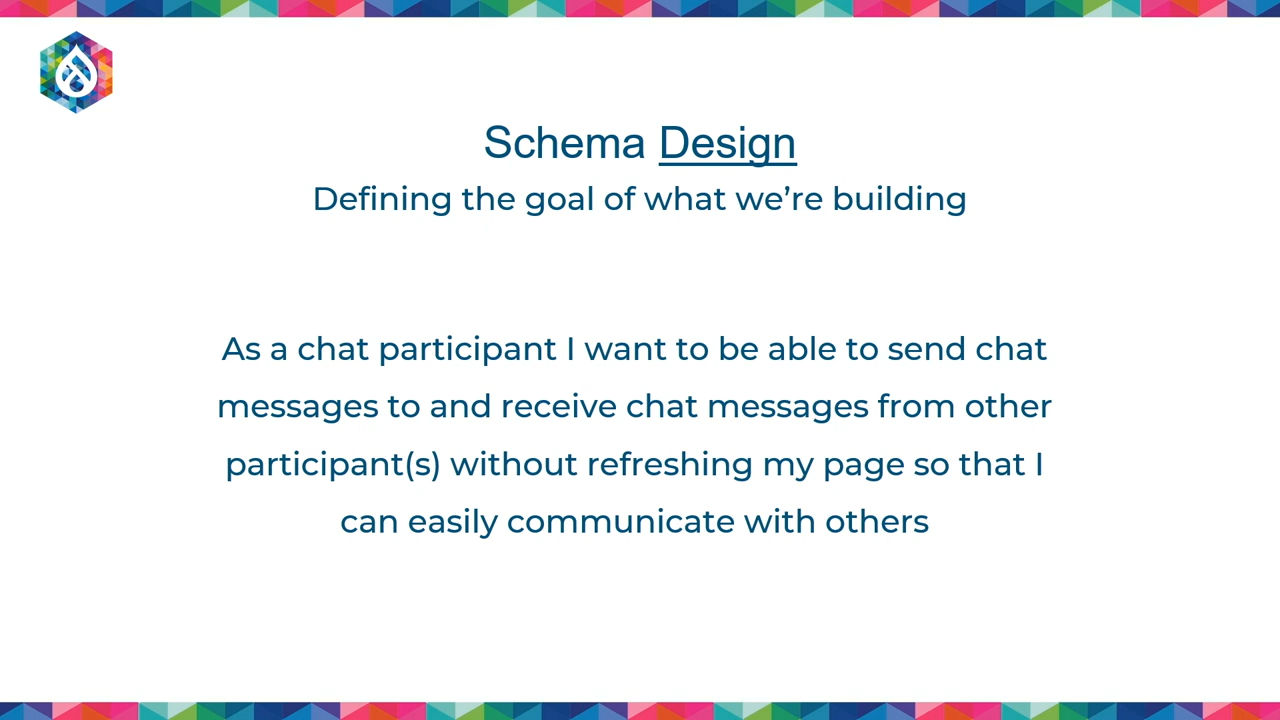 Schema Design
Defining the goal of what we’re building
As a chat participant I want to be able to send chat
messages to and receive chat messages from other
participant(s) without refreshing my page so that I
can easily communicate with others